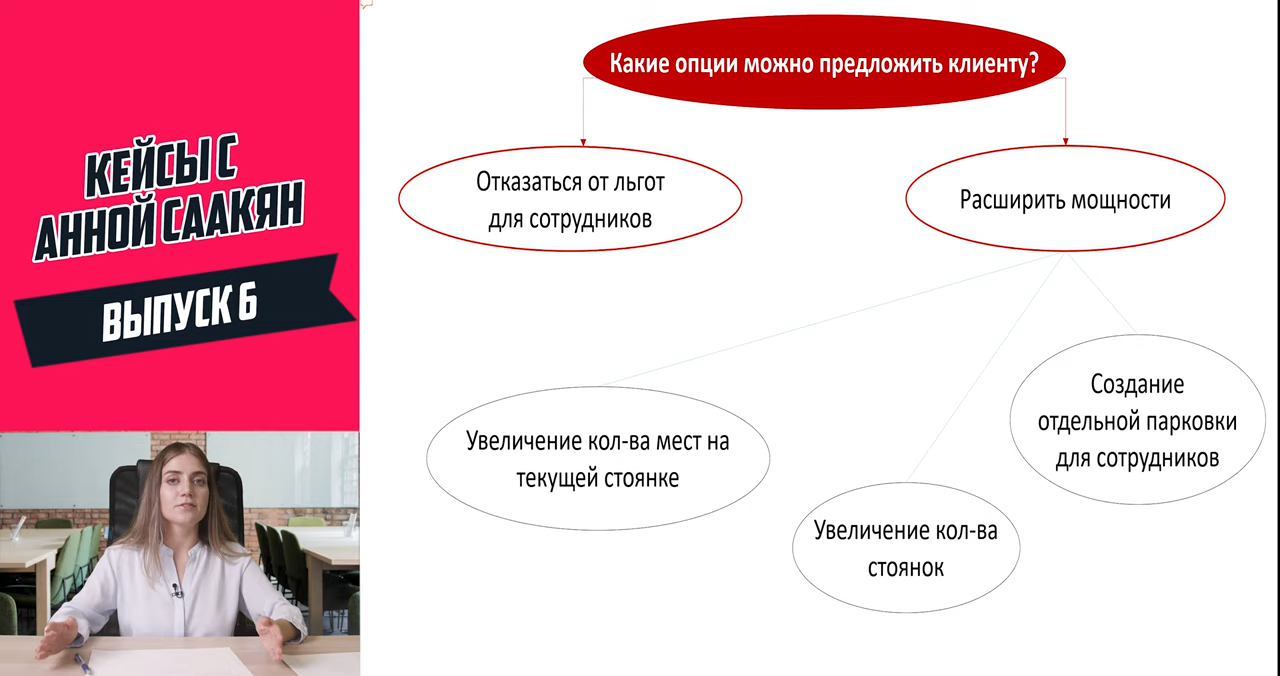 КЕЙСЫ С
АННОЙ СААКЯН
ВЫПУСК 6
Какие опции можно предложить клиенту?
Отказаться от льгот
для сотрудников
Расширить мощности
Увеличение кол-ва мест на
текущей стоянке
Увеличение кол-ва
стоянок
Создание
отдельной парковки
для сотрудников